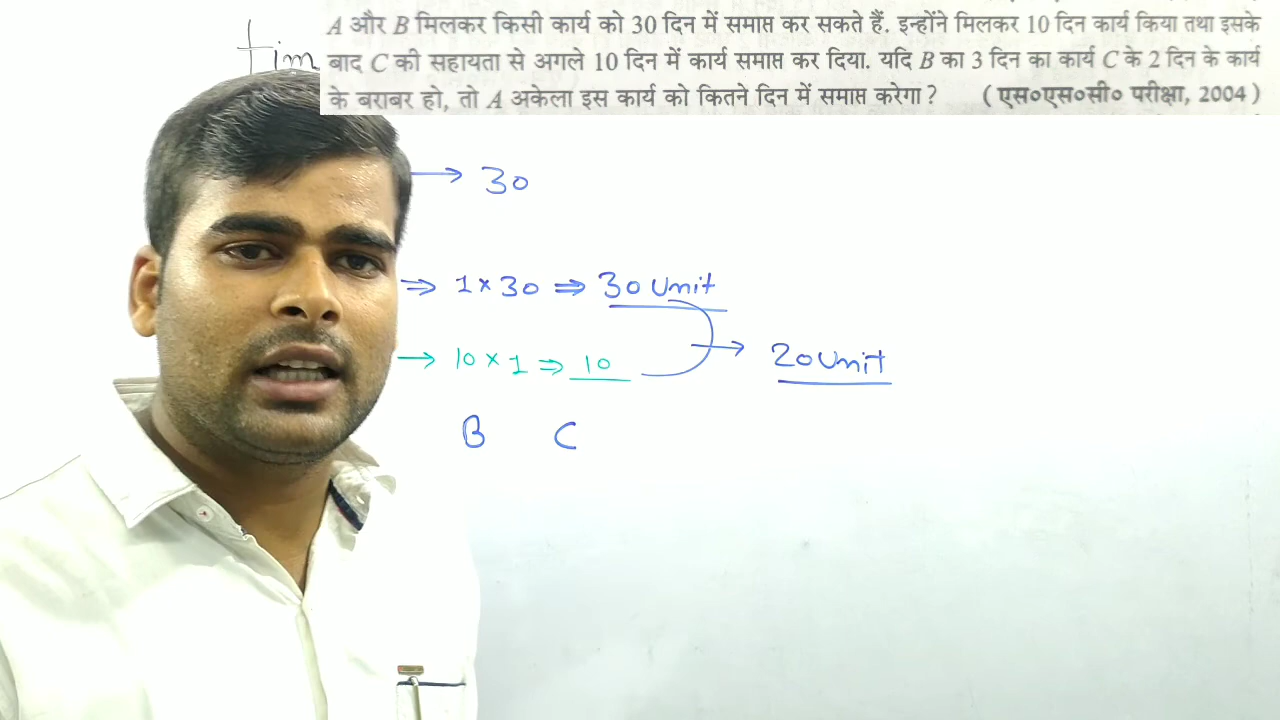 A और B मिलकर किसी कार्य को 30 दिन में समाप्त कर सकते हैं. इन्होंने मिलकर 10 दिन कार्य किया तथा इसके
बाद C की सहायता से अगले 10 दिन में कार्य समाप्त कर दिया. यदि B का 3 दिन का कार्य C के 2 दिन के कार्य
के बराबर हो, तो A अकेला इस कार्य को कितने दिन में समाप्त करेगा ? ( एस०एस०सी० परीक्षा, 2004 )
→ 30
⇒ 1 × 30 ⇒ 30 Unit
→ 20 Unit
→ 10 × 1 ⇒ 10
B C